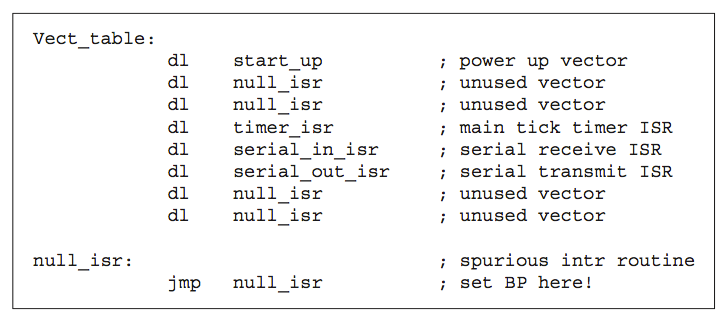 Vect_table:
dl start_up ; power up vector
dl null_isr ; unused vector
dl null_isr ; unused vector
dl timer_isr ; main tick timer ISR
dl serial_in_isr ; serial receive ISR
dl serial_out_isr ; serial transmit ISR
dl null_isr ; unused vector
dl null_isr ; unused vector
null_isr: ; spurious intr routine
jmp null_isr ; set BP here!